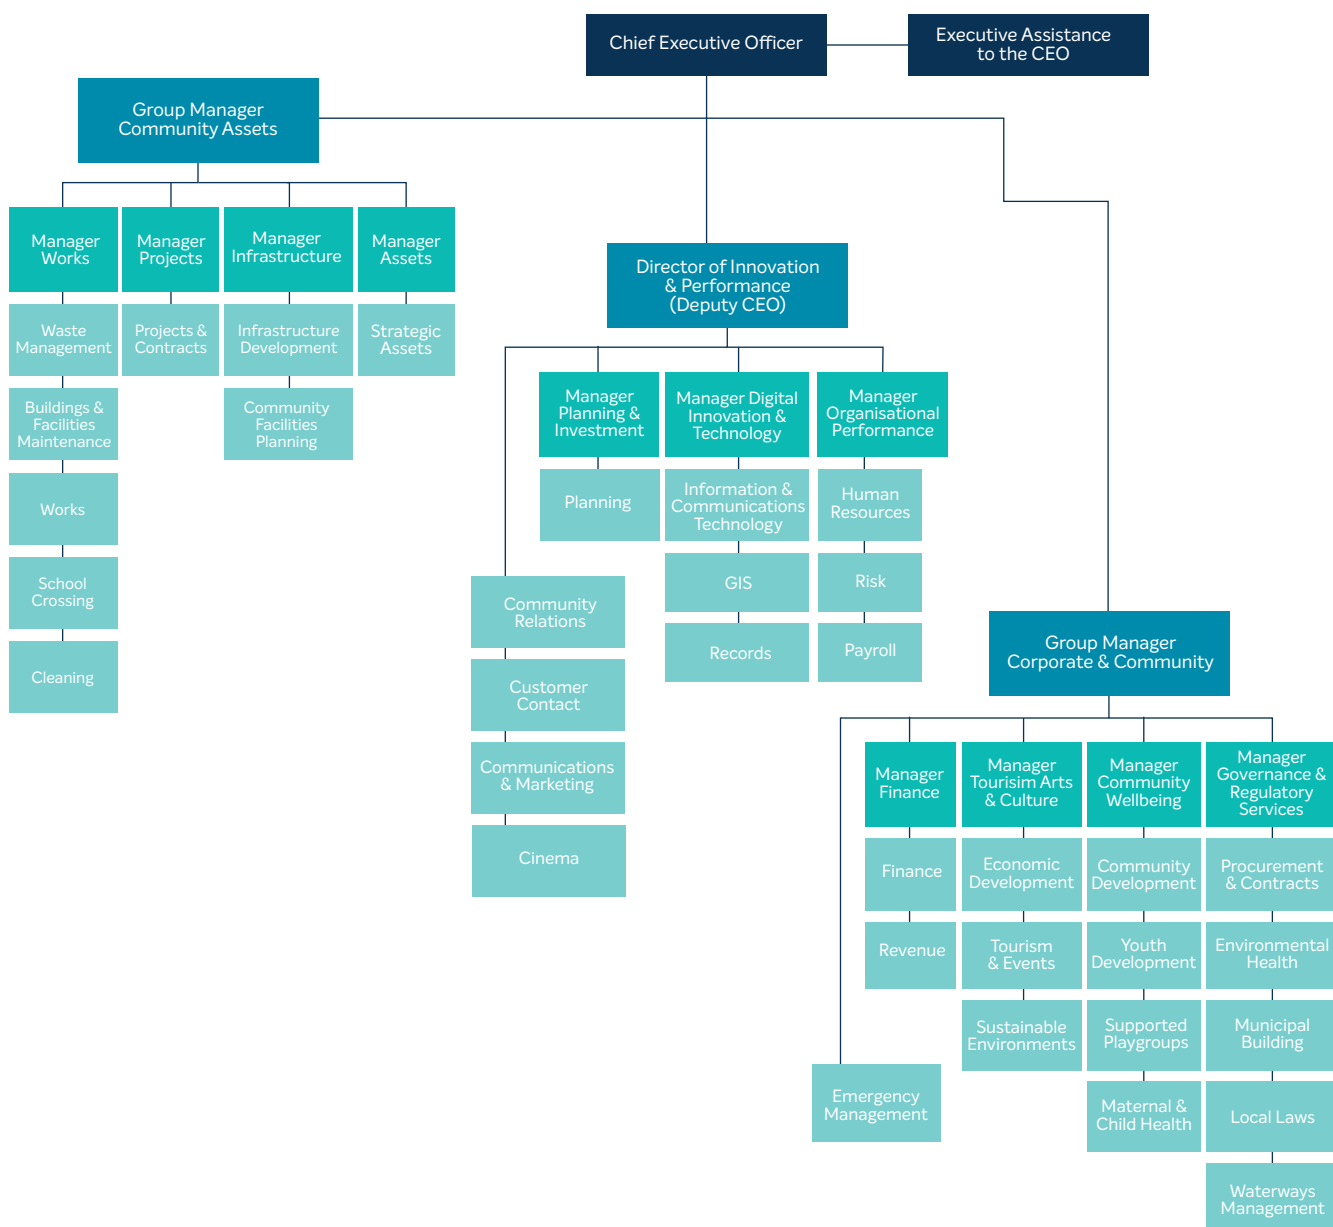 Chief Executive Officer
Executive Assistance
to the CEO
Group Manager
Community Assets
Manager
Works
Manager
Projects
Manager
Infrastructure
Manager
Assets
Waste
Management
Projects &
Contracts
Infrastructure
Development
Strategic
Assets
Buildings &
Facilities
Maintenance
Community
Facilities
Planning
Works
School
Crossing
Cleaning
Director of Innovation
& Performance
(Deputy CEO)
Manager
Planning &
Investment
Manager Digital
Innovation &
Technology
Manager
Organisational
Performance
Planning
Information &
Communications
Technology
Human
Resources
GIS
Risk
Records
Payroll
Community
Relations
Customer
Contact
Communications
& Marketing
Cinema
Group Manager
Corporate & Community
Manager
Finance
Manager
Tourisim Arts
& Culture
Manager
Community
Wellbeing
Manager
Governance &
Regulatory
Services
Finance
Economic
Development
Community
Development
Procurement
& Contracts
Revenue
Tourism
& Events
Youth
Development
Environmental
Health
Sustainable
Environments
Supported
Playgroups
Municipal
Building
Emergency
Management
Maternal &
Child Health
Local Laws
Waterways
Management